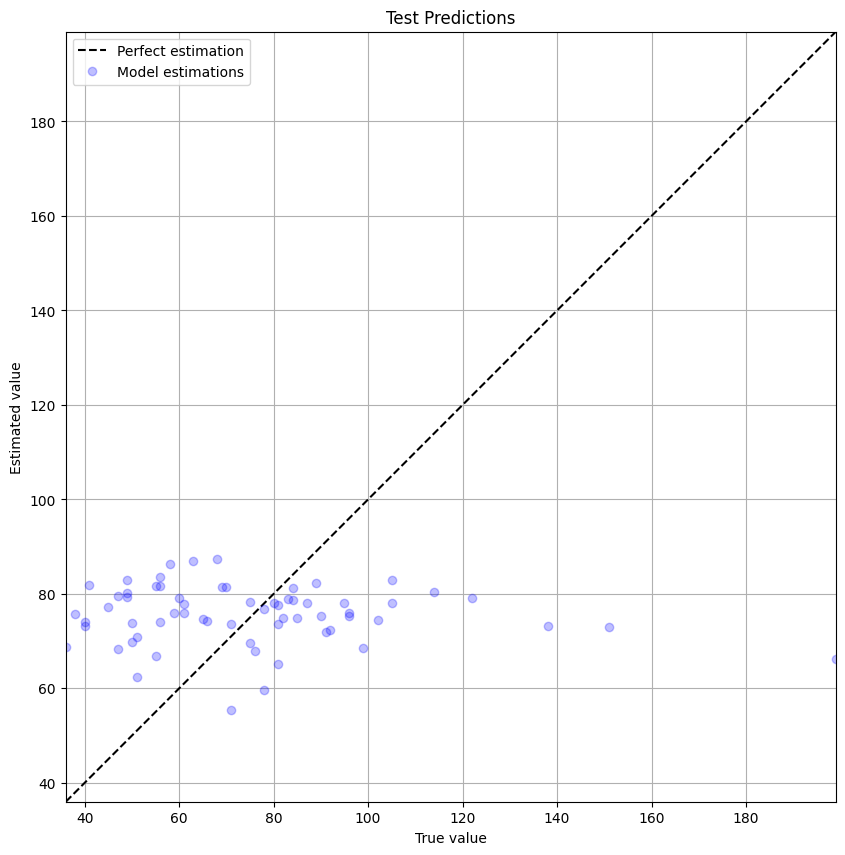 Test Predictions
Perfect estimation
Model estimations
180
160
140
120
100
80
60
40
Estimated value
40 60 80 100 120 140 160 180
True value